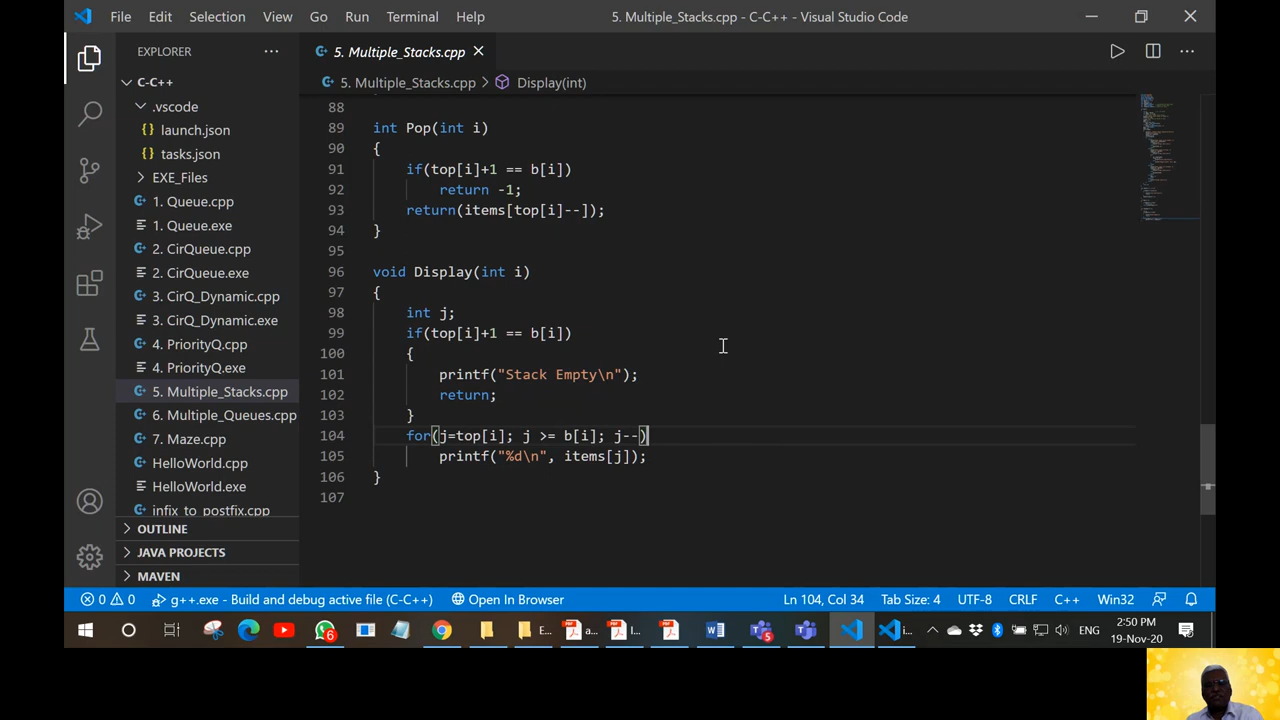 File Edit Selection View Go Run Terminal Help
5. Multiple_Stacks.cpp - C-C++ - Visual Studio Code
EXPLORER
5. Multiple_Stacks.cpp
C-C++
5. Multiple_Stacks.cpp > Display(int)
.vscode
launch.json
tasks.json
EXE_Files
1. Queue.cpp
1. Queue.exe
2. CirQueue.cpp
2. CirQueue.exe
3. CirQ_Dynamic.cpp
3. CirQ_Dynamic.exe
4. PriorityQ.cpp
4. PriorityQ.exe
5. Multiple_Stacks.cpp
6. Multiple_Queues.cpp
7. Maze.cpp
HelloWorld.cpp
HelloWorld.exe
infix_to_postfix.cpp
OUTLINE
JAVA PROJECTS
MAVEN
88
89 int Pop(int i)
90 {
91 if(top[i]+1 == b[i])
92 return -1;
93 return(items[top[i]--]);
94 }
95
96 void Display(int i)
97 {
98 int j;
99 if(top[i]+1 == b[i])
100 {
101 printf("Stack Empty\n");
102 return;
103 }
104 for(j=top[i]; j >= b[i]; j--)
105 printf("%d\n", items[j]);
106 }
107
0 0 g++.exe - Build and debug active file (C-C++) Open In Browser Ln 104, Col 34 Tab Size: 4 UTF-8 CRLF C++ Win32
6 E... a... I... 5 i... ENG 2:50 PM
19-Nov-20